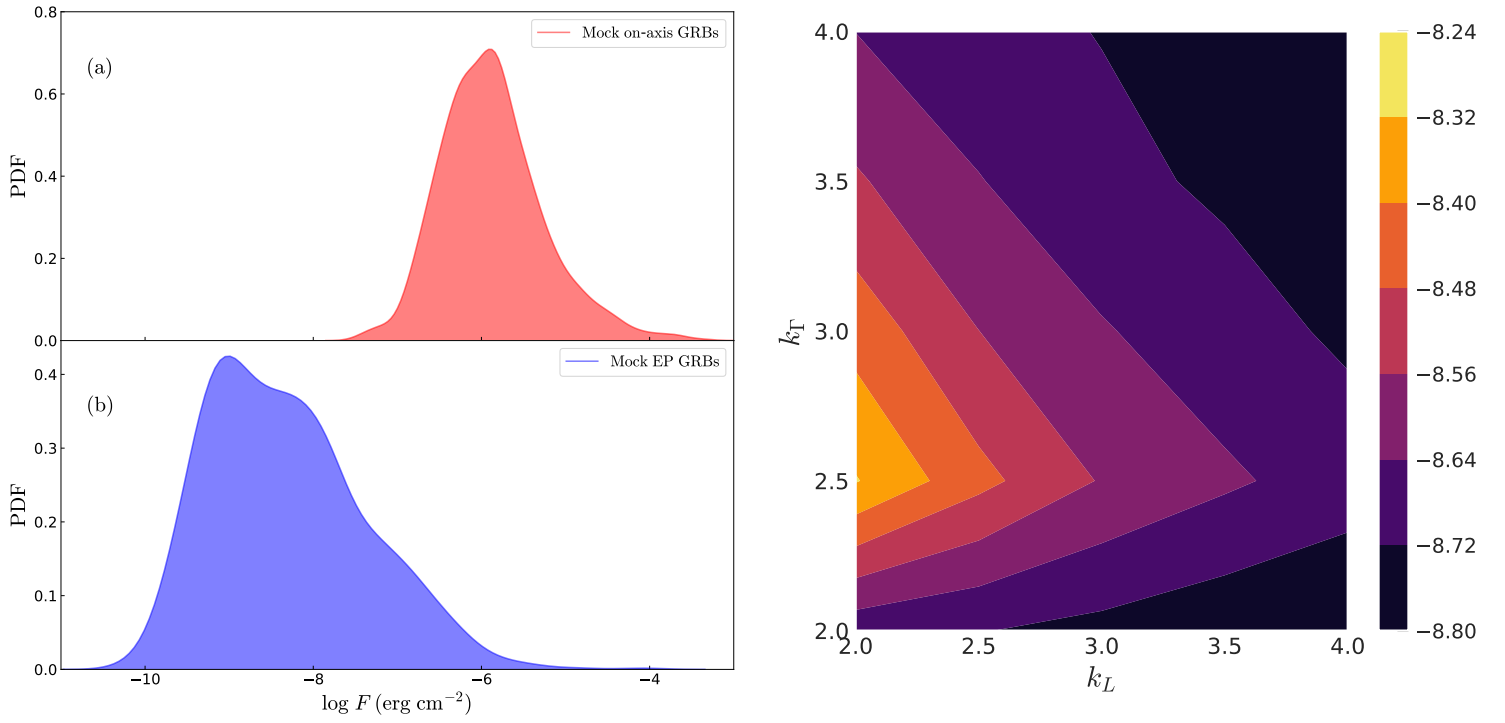 0.8
Mock on-axis GRBs
(a)
0.6
PDF
0.4
0.2
0.0
Mock EP GRBs
0.4
(b)
0.3
PDF
0.2
0.1
0.0
−10 −8 −6 −4
log F (erg cm−2)
4.0
3.5
3.0
kΓ
2.5
2.0
2.0 2.5 3.0 3.5 4.0
kL
−8.24
−8.32
−8.40
−8.48
−8.56
−8.64
−8.72
−8.80